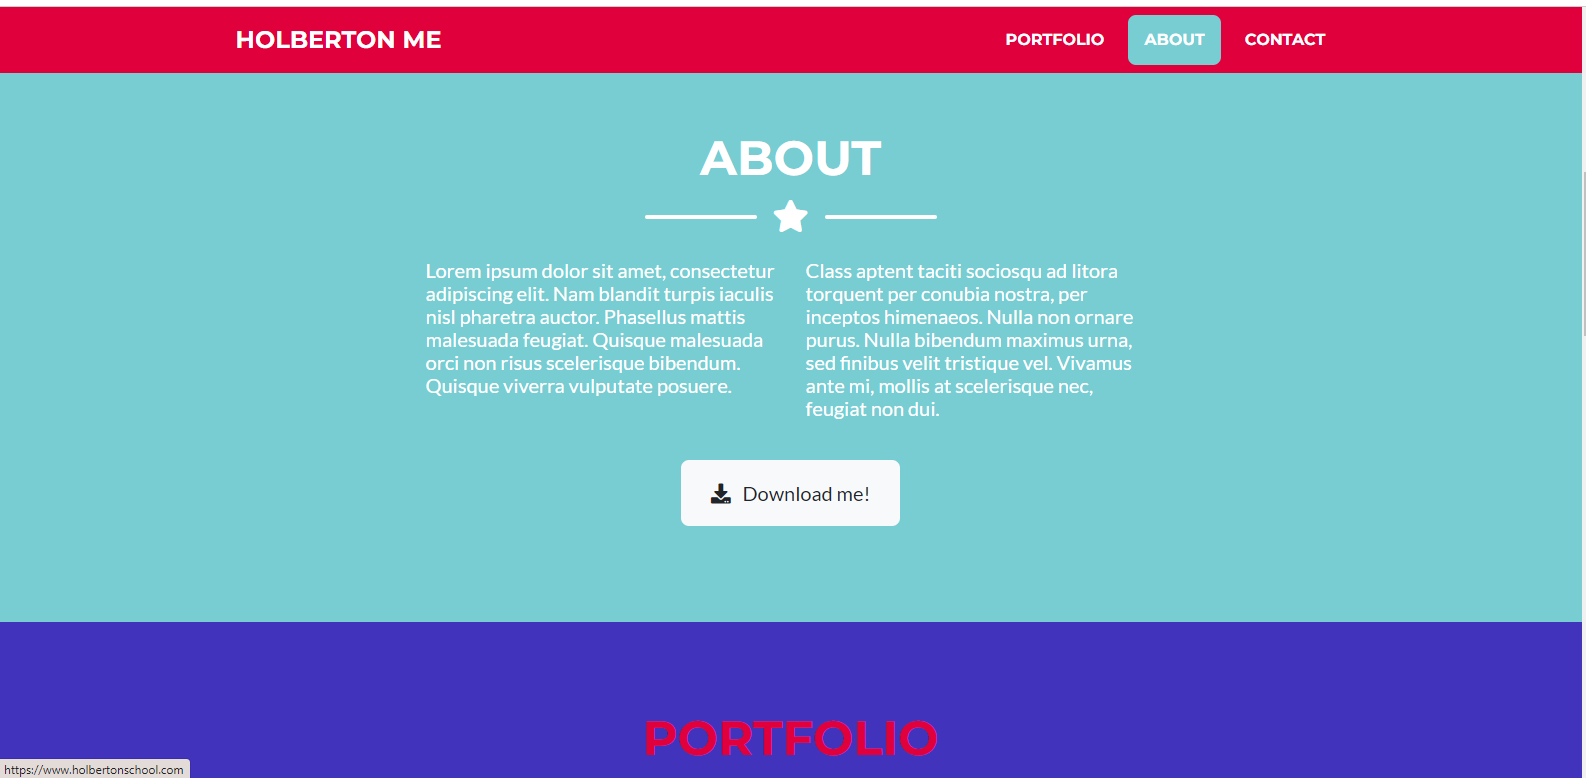 HOLBERTON ME
PORTFOLIO
ABOUT
CONTACT
ABOUT
Lorem ipsum dolor sit amet, consectetur
adipiscing elit. Nam blandit turpis iaculis
nisl pharetra auctor. Phasellus mattis
malesuada feugiat. Quisque malesuada
orci non risus scelerisque bibendum.
Quisque viverra vulputate posuere.
Class aptent taciti sociosqu ad litora
torquent per conubia nostra, per
inceptos himenaeos. Nulla non ornare
purus. Nulla bibendum maximus urna,
sed finibus velit tristique vel. Vivamus
ante mi, mollis at scelerisque nec,
feugiat non dui.
Download me!
PORTFOLIO
https://www.holbertonschool.com